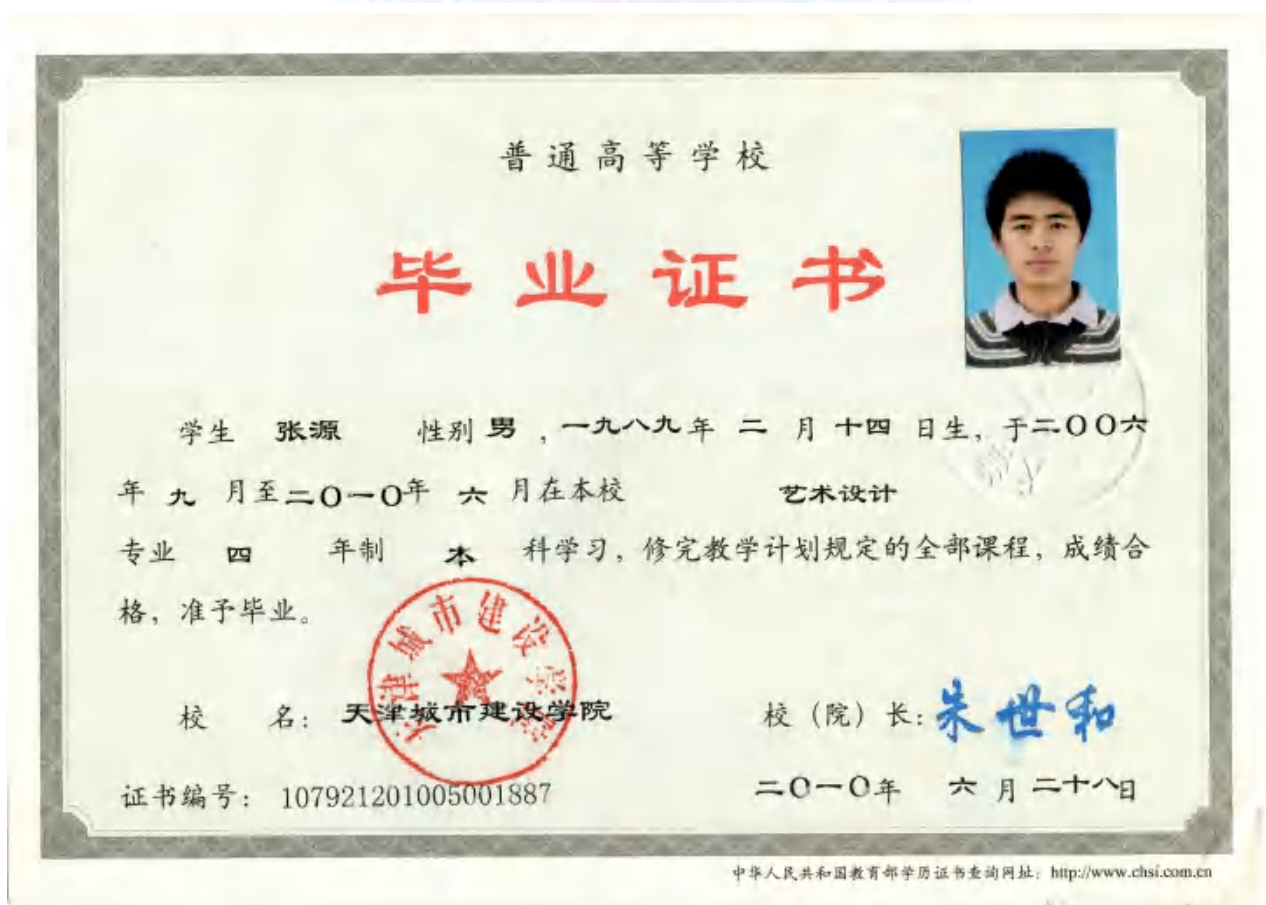 普通高等学校
毕业证书
学生 张源 性别 男 ,一九八九年 二 月 十四 日生, 于二OO六
年 九 月至二O一O年 六 月在本校 艺术设计
专业 四 年制 本 科学习, 修完教学计划规定的全部课程, 成绩合
格, 准予毕业。
天津城市建设学院
校 名: 天津城市建设学院 校 (院) 长: 朱世和
证书编号: 107921201005001887 二O一O年 六 月 二十八日
中华人民共和国教育部学历证书查询网址: http://www.chsi.com.cn